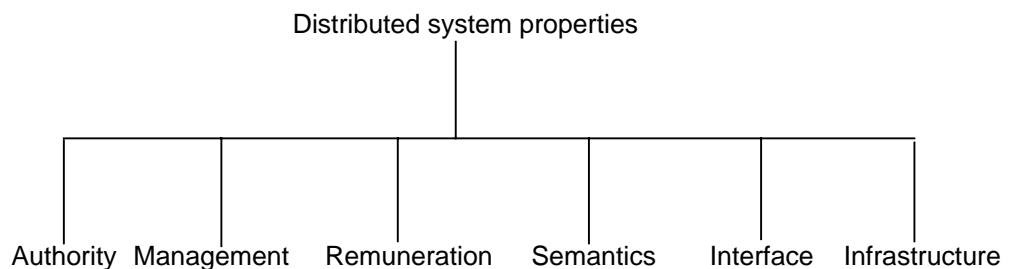 Distributed system properties
Authority Management Remuneration Semantics Interface Infrastructure